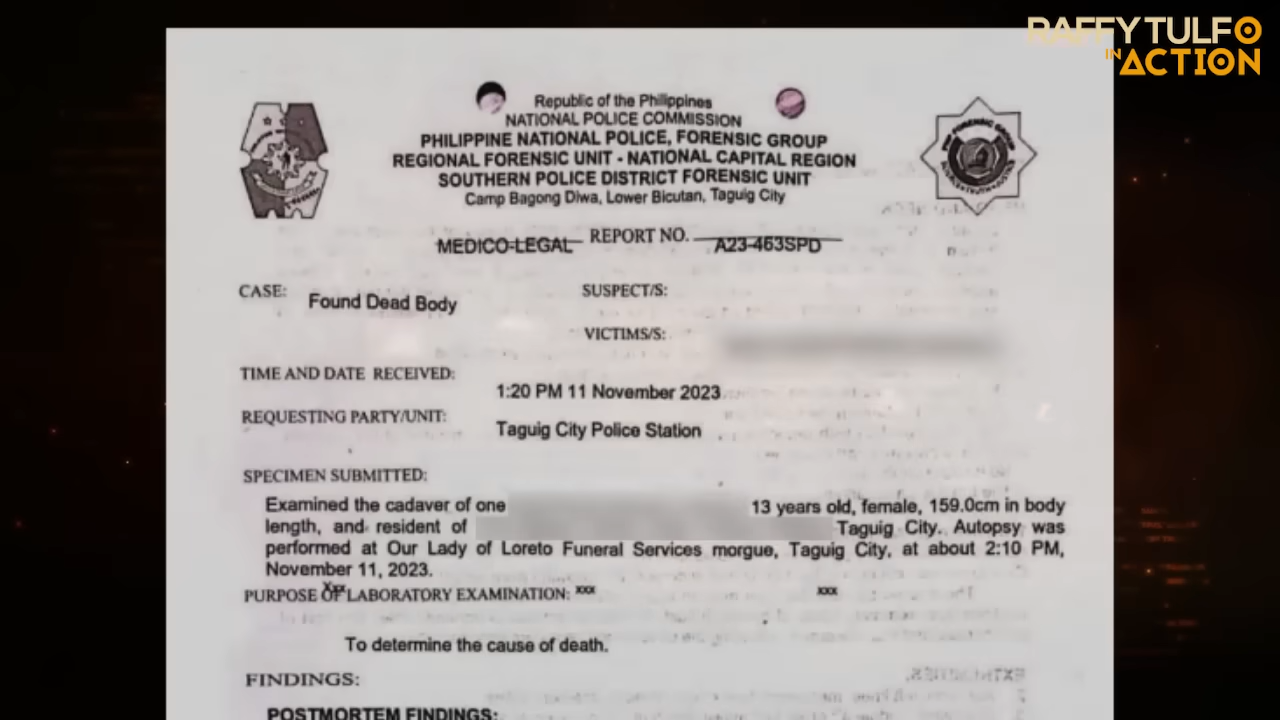 RAFFY TULFO
IN ACTION
Republic of the Philippines
NATIONAL POLICE COMMISSION
PHILIPPINE NATIONAL POLICE, FORENSIC GROUP
REGIONAL FORENSIC UNIT - NATIONAL CAPITAL REGION
SOUTHERN POLICE DISTRICT FORENSIC UNIT
Camp Bagong Diwa, Lower Bicutan, Taguig City
MEDICO-LEGAL REPORT NO. A23-463SPD
CASE: Found Dead Body SUSPECT/S:
VICTIMS/S:
TIME AND DATE RECEIVED:
1:20 PM 11 November 2023
REQUESTING PARTY/UNIT:
Taguig City Police Station
SPECIMEN SUBMITTED:
Examined the cadaver of one 13 years old, female, 159.0cm in body
length, and resident of Taguig City. Autopsy was
performed at Our Lady of Loreto Funeral Services morgue, Taguig City, at about 2:10 PM,
November 11, 2023.
xxx
PURPOSE OF LABORATORY EXAMINATION: xxx xxx
To determine the cause of death.
FINDINGS:
POSTMORTEM FINDINGS: